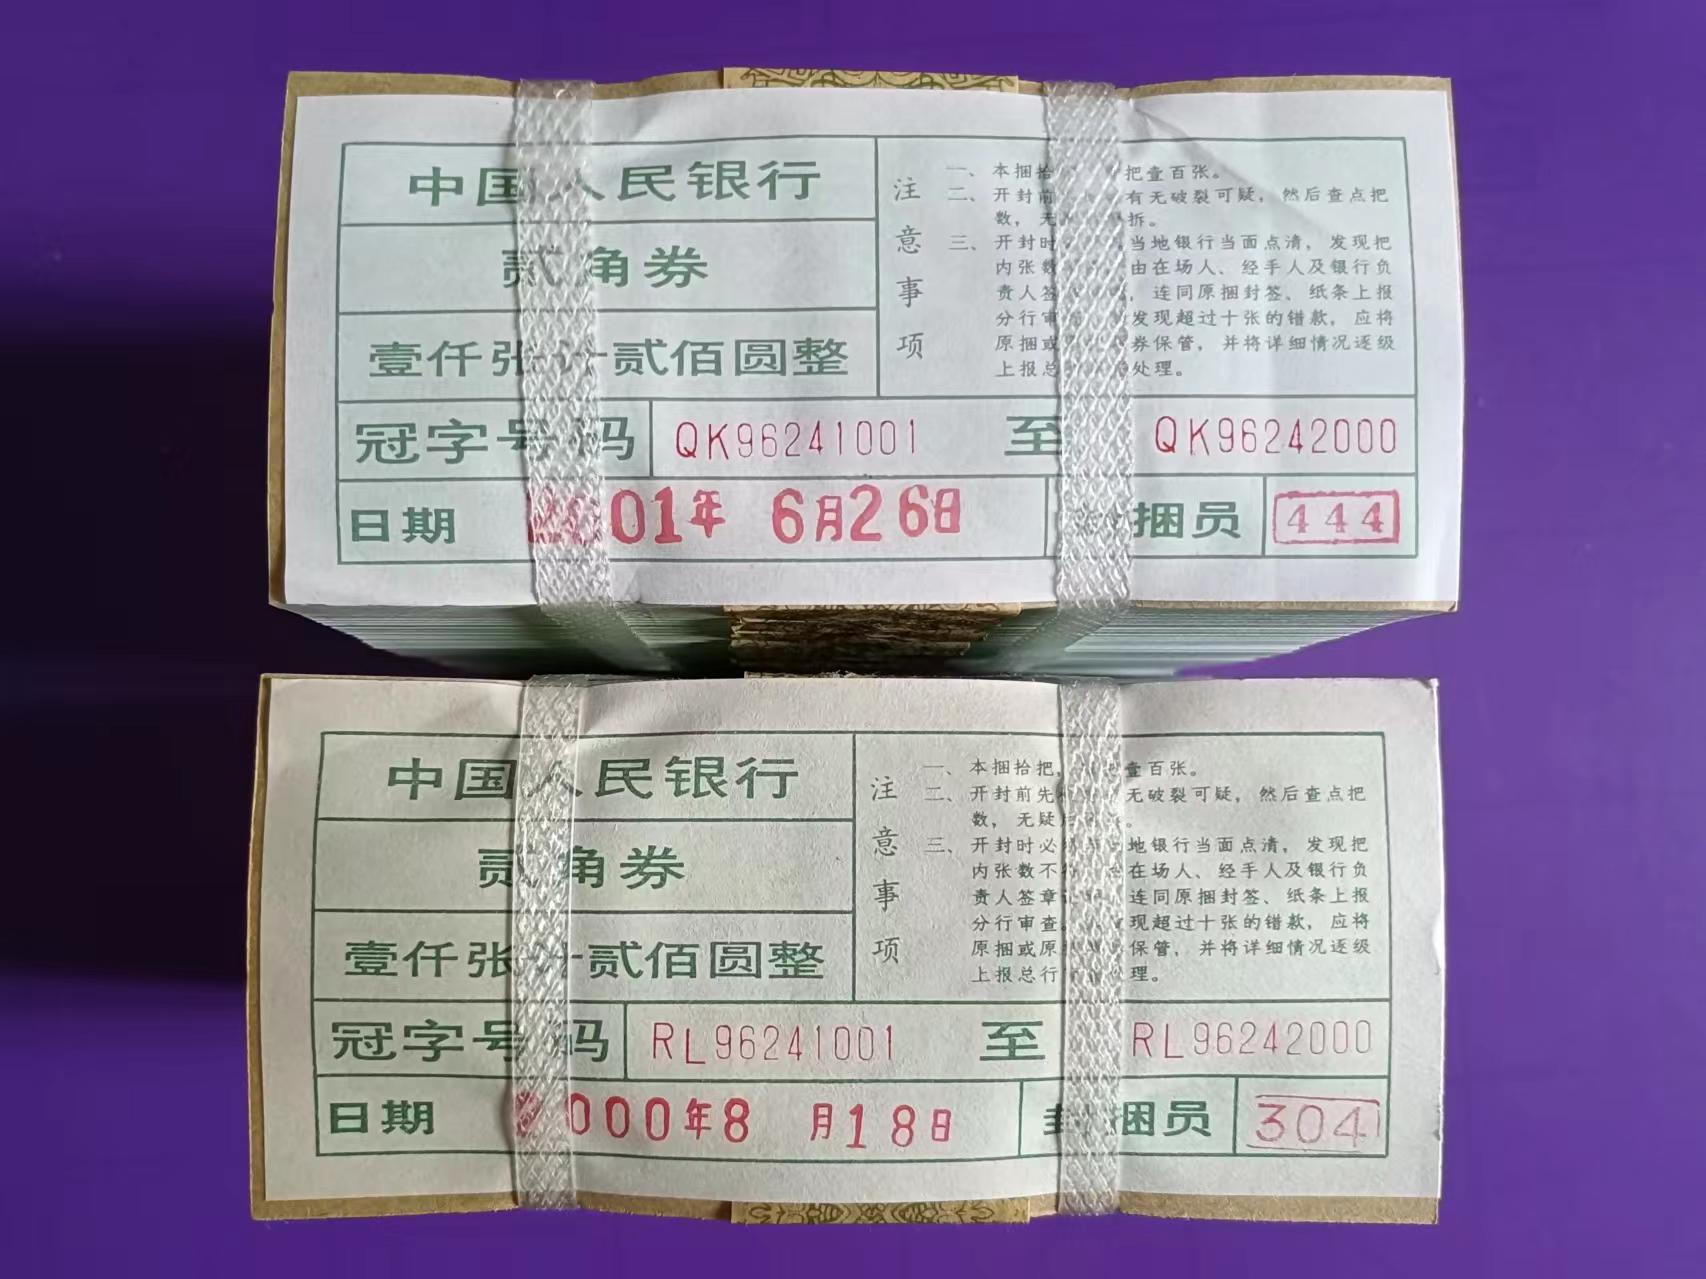 中国人民银行
贰角券
壹仟张计贰佰圆整
注意事项
一、本捆拾 把壹百张。
二、开封前 有无破裂可疑，然后查点把
数，无 拆。
三、开封时 当地银行当面点清，发现把
内张数 由在场人、经手人及银行负
责人签 ，连同原捆封签、纸条上报
分行审 发现超过十张的错款，应将
原捆或 券保管，并将详细情况逐级
上报总 处理。
冠字号码 QK96241001 至 QK96242000
日期 2001年 6月26日 封捆员 444
中国人民银行
贰角券
壹仟张计贰佰圆整
注意事项
一、本捆拾把， 壹百张。
二、开封前先 无破裂可疑，然后查点把
数，无疑 。
三、开封时必 地银行当面点清，发现把
内张数不 在场人、经手人及银行负
责人签章 连同原捆封签、纸条上报
分行审查。 现超过十张的错款，应将
原捆或原 保管，并将详细情况逐级
上报总行 理。
冠字号码 RL96241001 至 RL96242000
日期 2000年8月18日 封捆员 304